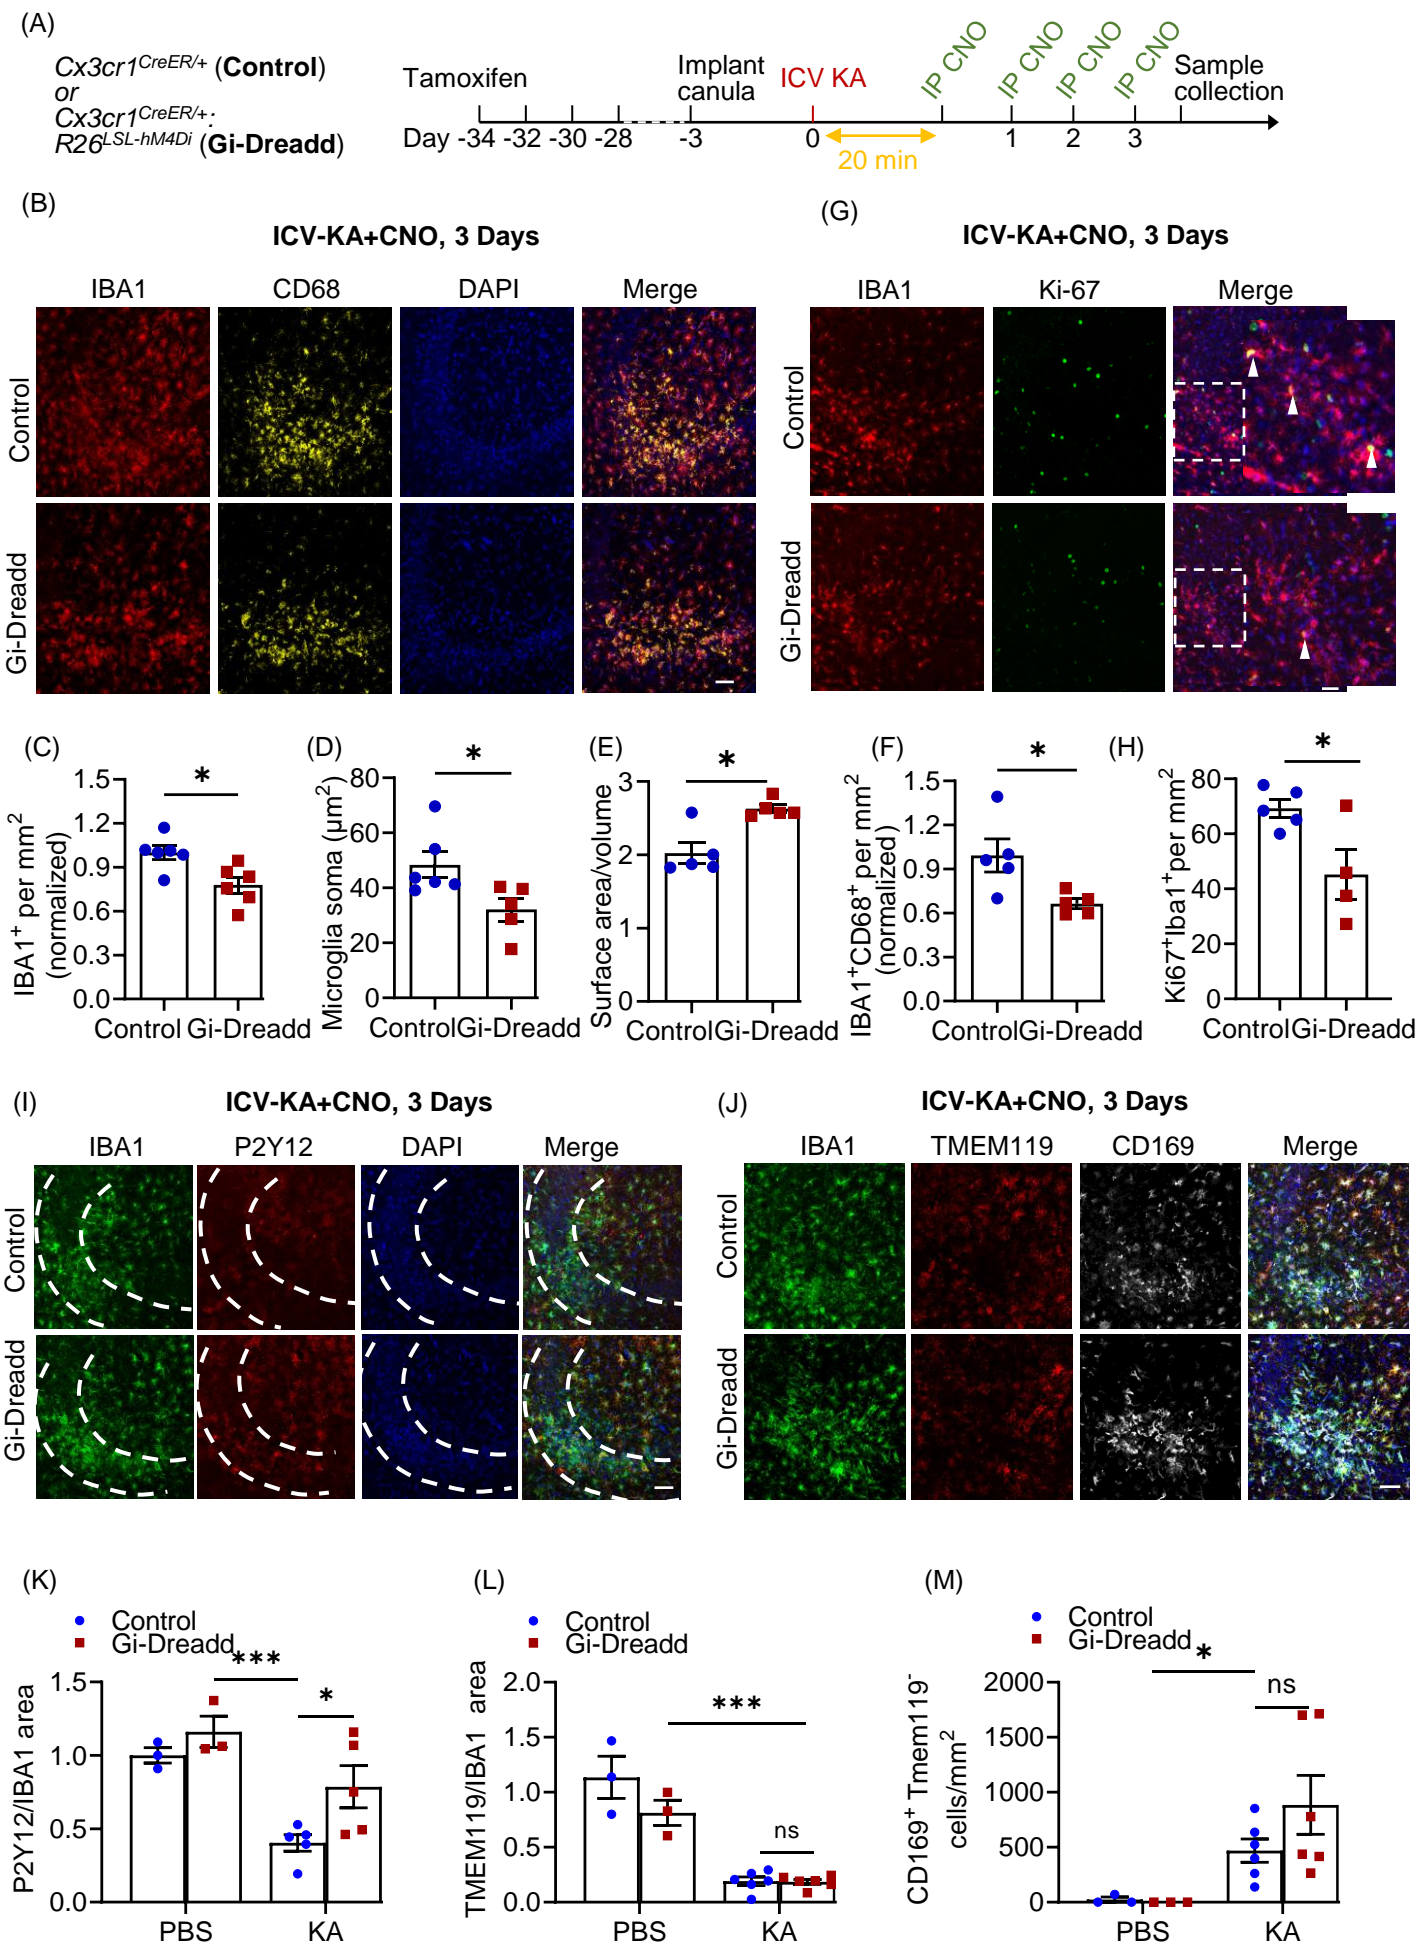 (A)
Cx3cr1CreER/+ (Control)
or
Cx3cr1CreER/+:
R26LSL-hM4Di (Gi-Dreadd)
Tamoxifen
Implant
canula
ICV KA
IP CNO
IP CNO
IP CNO
IP CNO
Sample
collection
Day -34 -32 -30 -28 -3 0 1 2 3
20 min
(B)
ICV-KA+CNO, 3 Days
IBA1 CD68 DAPI Merge
Control
Gi-Dreadd
(G)
ICV-KA+CNO, 3 Days
IBA1 Ki-67 Merge
Control
Gi-Dreadd
(C)
IBA1+ per mm2
(normalized)
1.5
1.2
0.9
0.6
0.3
0.0
*
Control Gi-Dreadd
(D)
Microglia soma (µm2)
80
60
40
20
0
*
Control Gi-Dreadd
(E)
Surface area/volume
3
2
1
0
*
Control Gi-Dreadd
(F)
IBA1+CD68+ per mm2
(normalized)
1.5
1.2
0.9
0.6
0.3
0.0
*
Control Gi-Dreadd
(H)
Ki67+Iba1+per mm2
80
60
40
20
0
*
Control Gi-Dreadd
(I)
ICV-KA+CNO, 3 Days
IBA1 P2Y12 DAPI Merge
Control
Gi-Dreadd
(J)
ICV-KA+CNO, 3 Days
IBA1 TMEM119 CD169 Merge
Control
Gi-Dreadd
(K)
Control
Gi-Dreadd
P2Y12/IBA1 area
1.5
1.0
0.5
0.0
***
*
PBS KA
(L)
Control
Gi-Dreadd
TMEM119/IBA1 area
2.0
1.5
1.0
0.5
0.0
***
ns
PBS KA
(M)
Control
Gi-Dreadd
CD169+ Tmem119-
cells/mm2
2000
1500
1000
500
0
*
ns
PBS KA